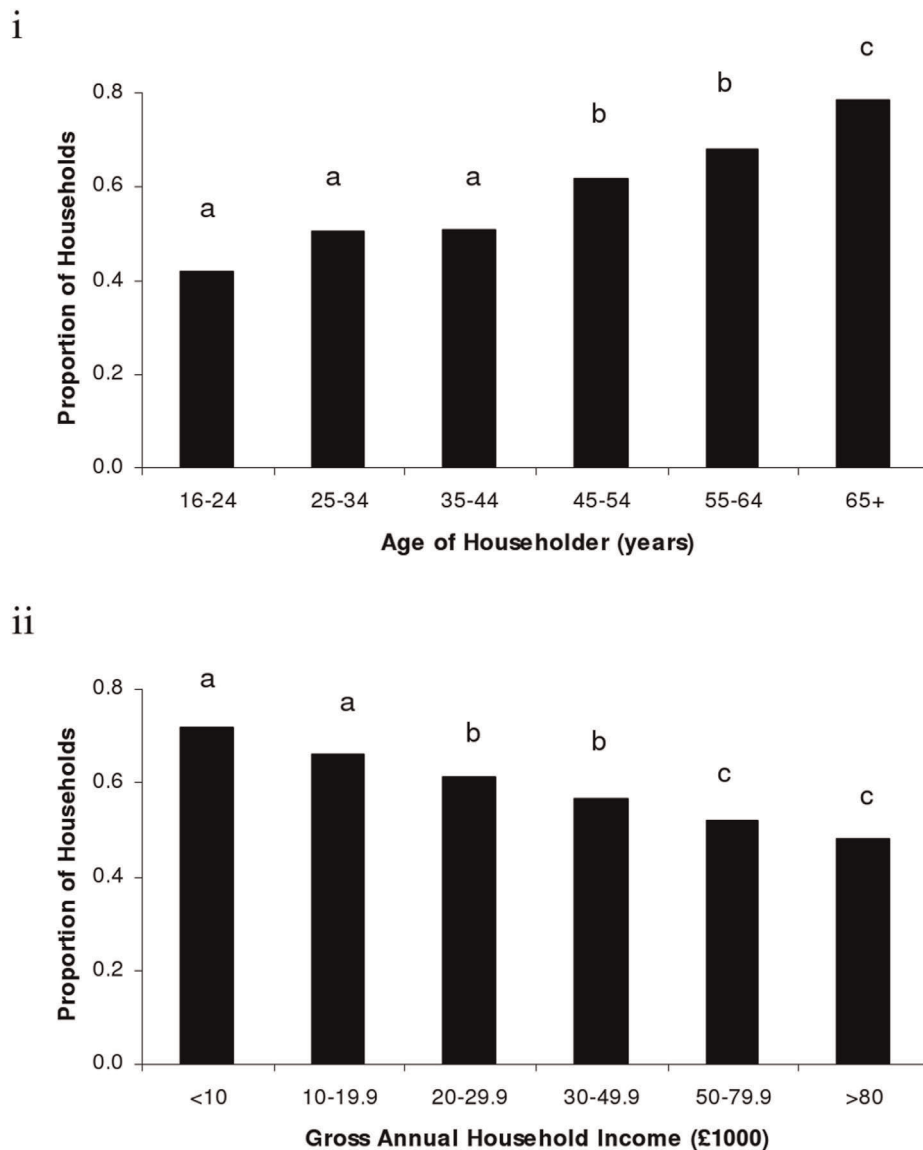 i
c
b
b
a
a
a
0.8
0.6
0.4
0.2
0.0
Proportion of Households
16-24 25-34 35-44 45-54 55-64 65+
Age of Householder (years)
ii
a
a
b
b
c
c
0.8
0.6
0.4
0.2
0.0
Proportion of Households
<10 10-19.9 20-29.9 30-49.9 50-79.9 >80
Gross Annual Household Income (£1000)